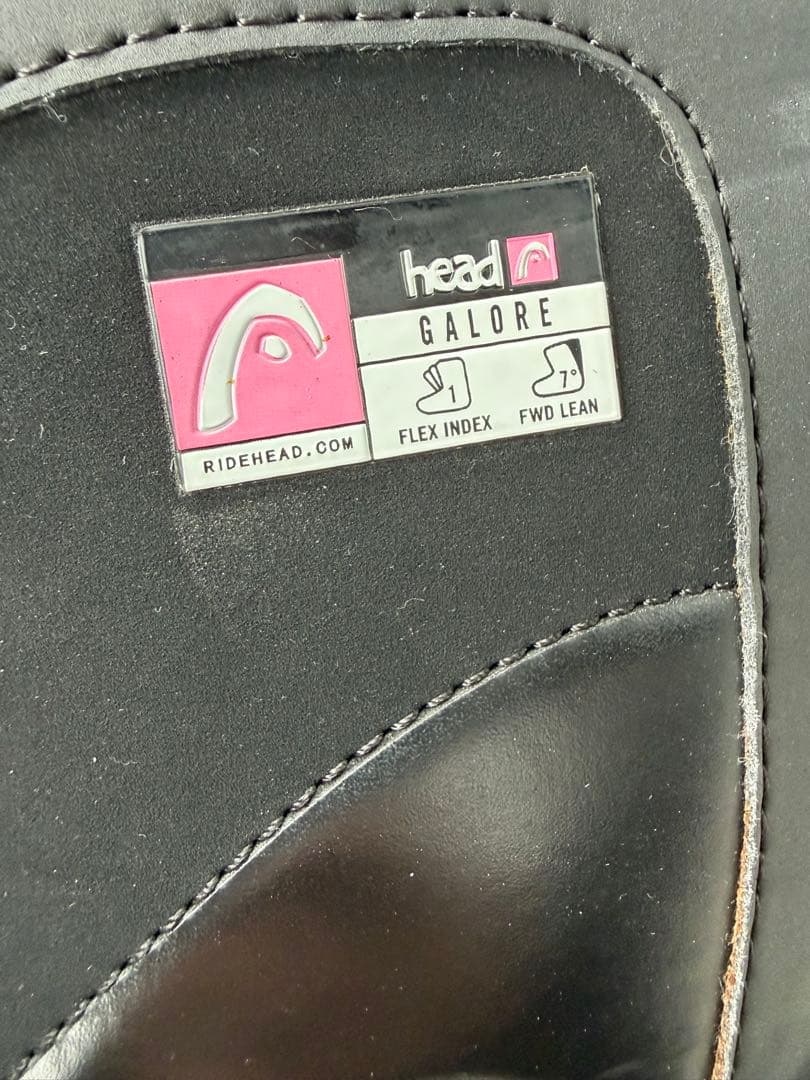 head
GALORE
1
7°
FLEX INDEX
FWD LEAN
RIDEHEAD.COM